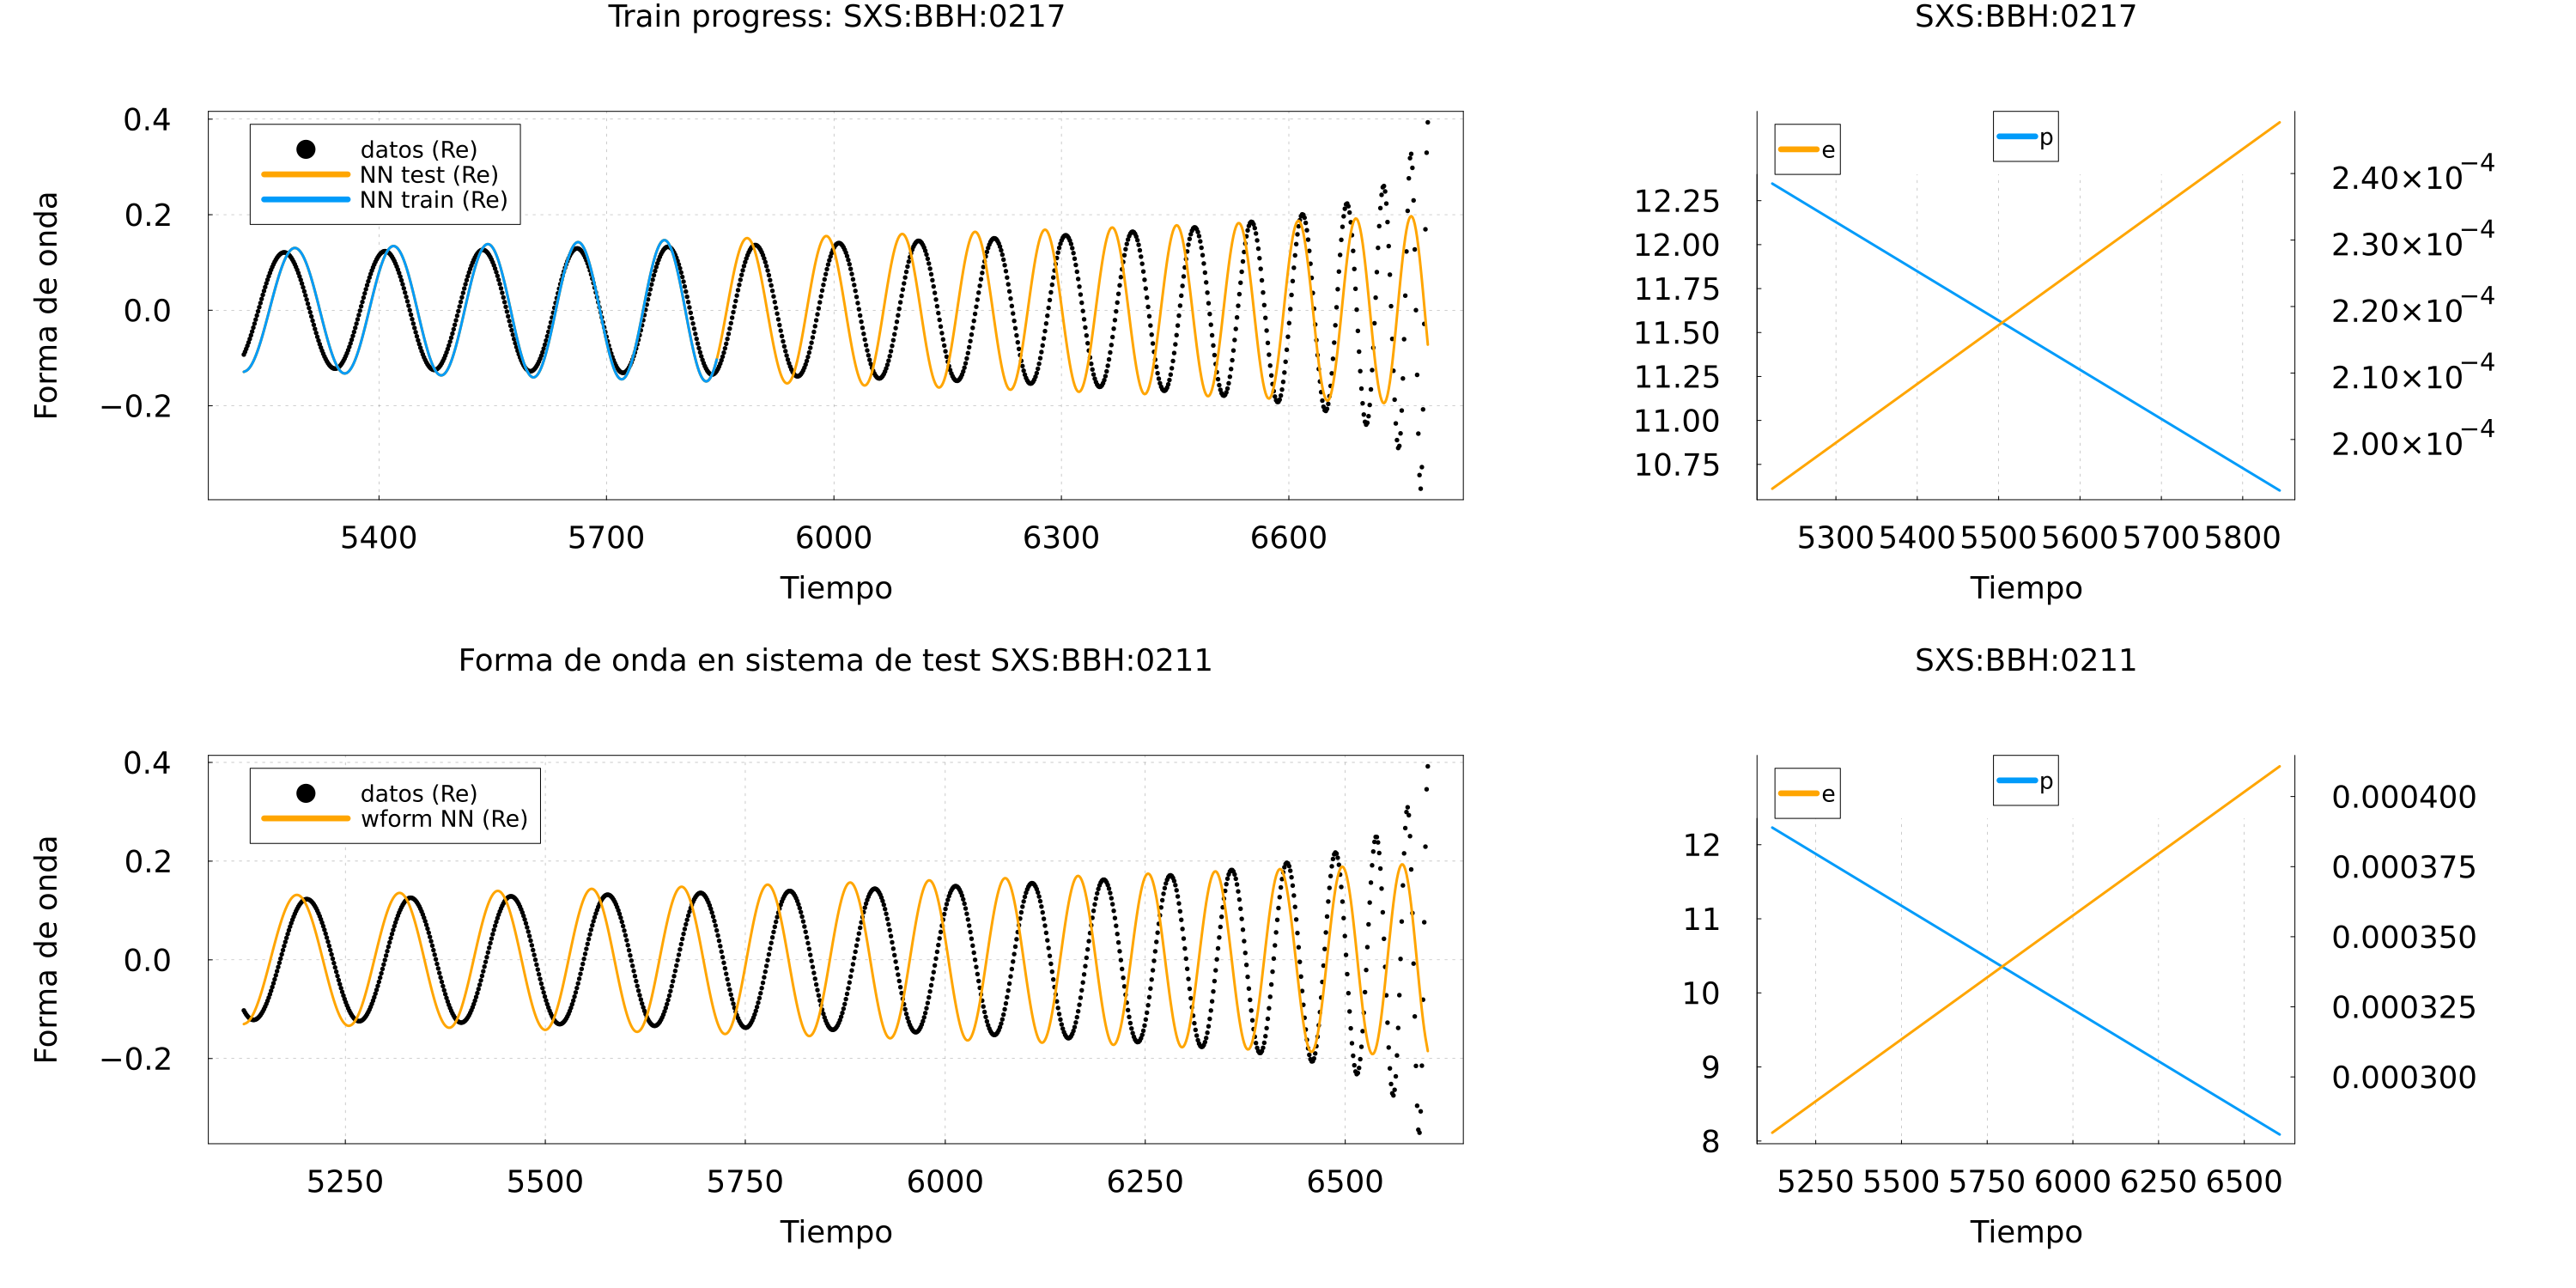 Train progress: SXS:BBH:0217
Forma de onda
0.4
0.2
0.0
−0.2
datos (Re)
NN test (Re)
NN train (Re)
5400 5700 6000 6300 6600
Tiempo
SXS:BBH:0217
e
p
12.25
12.00
11.75
11.50
11.25
11.00
10.75
2.40×10⁻⁴
2.30×10⁻⁴
2.20×10⁻⁴
2.10×10⁻⁴
2.00×10⁻⁴
5300 5400 5500 5600 5700 5800
Tiempo
Forma de onda en sistema de test SXS:BBH:0211
Forma de onda
0.4
0.2
0.0
−0.2
datos (Re)
wform NN (Re)
5250 5500 5750 6000 6250 6500
Tiempo
SXS:BBH:0211
e
p
12
11
10
9
8
0.000400
0.000375
0.000350
0.000325
0.000300
5250 5500 5750 6000 6250 6500
Tiempo